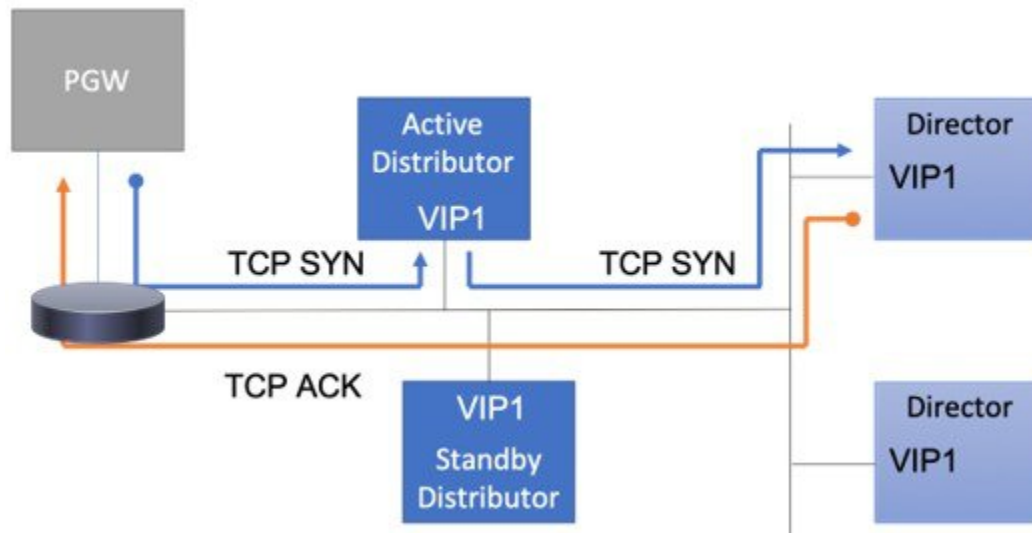 PGW
Active
Distributor
VIP1
Director
VIP1
TCP SYN
TCP SYN
TCP ACK
VIP1
Standby
Distributor
Director
VIP1